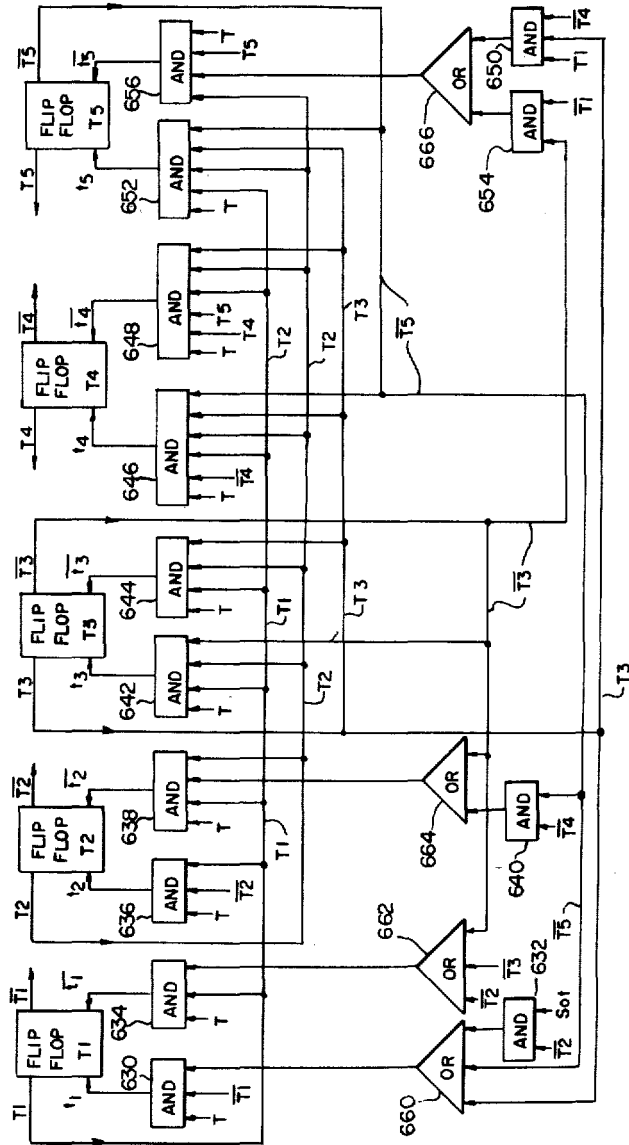 T1
T̅1̅
T2
T̅2̅
T3
T̅3̅
T4
T̅4̅
T5
T̅5̅
FLIP FLOP T1
FLIP FLOP T2
FLIP FLOP T3
FLIP FLOP T4
FLIP FLOP T5
t1
t̅1̅
t2
t̅2̅
t3
t̅3̅
t4
t̅4̅
t5
t̅5̅
630
AND
634
AND
636
AND
638
AND
642
AND
644
AND
646
AND
648
AND
652
AND
656
AND
T
T̅1̅
T
T
T̅2̅
T
T
T
T
T̅4̅
T
T4
T5
T
T5
T
T1
T1
T2
T2
T2
T3
T3
T3
T̅5̅
660
OR
662
OR
664
OR
666
OR
T̅2̅
T̅3̅
T̅3̅
T̅3̅
632
AND
T̅2̅
Sot
T̅5̅
640
AND
T̅4̅
654
AND
T̅1̅
650
AND
T1
T̅4̅
T3